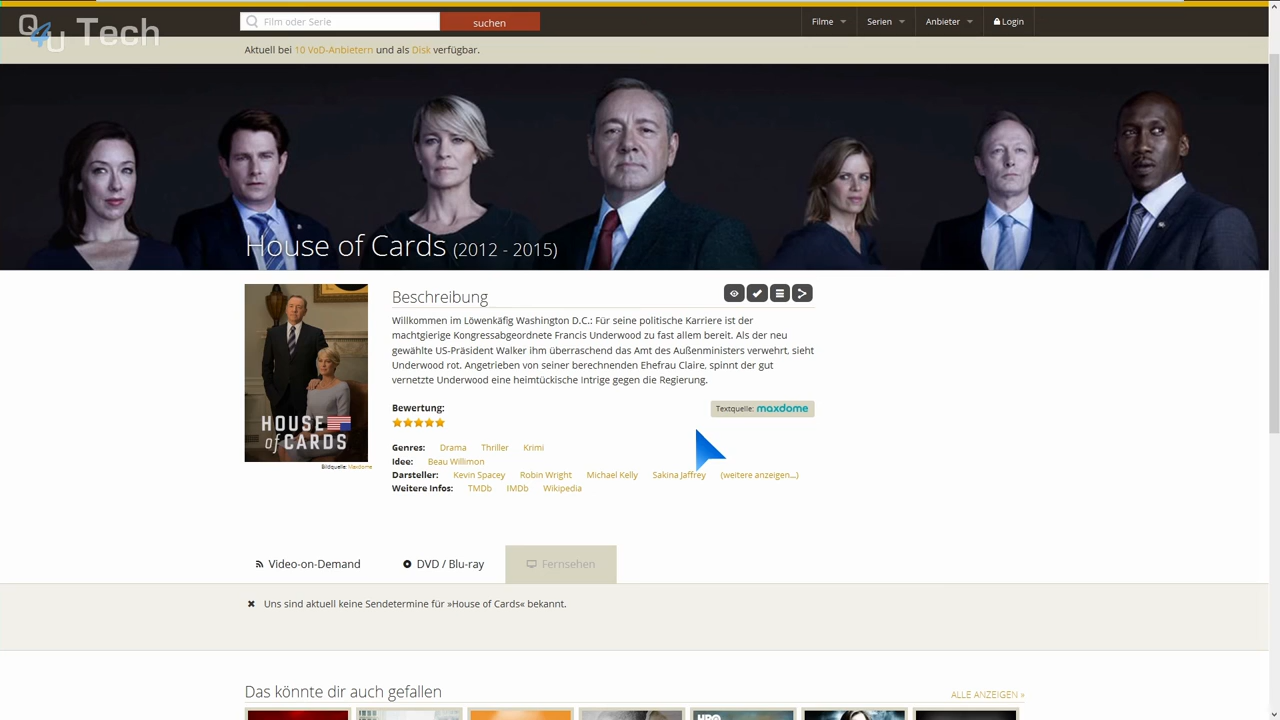 Q4U Tech
Film oder Serie
suchen
Filme
Serien
Anbieter
Login
Aktuell bei 10 VoD-Anbietern und als Disk verfügbar.
House of Cards (2012 - 2015)
HOUSE
of CARDS
Bildquelle: Maxdome
Beschreibung
Willkommen im Löwenkäfig Washington D.C.: Für seine politische Karriere ist der
machtgierige Kongressabgeordnete Francis Underwood zu fast allem bereit. Als der neu
gewählte US-Präsident Walker ihm überraschend das Amt des Außenministers verwehrt, sieht
Underwood rot. Angetrieben von seiner berechnenden Ehefrau Claire, spinnt der gut
vernetzte Underwood eine heimtückische Intrige gegen die Regierung.
Bewertung:
Textquelle: maxdome
Genres: Drama Thriller Krimi
Idee: Beau Willimon
Darsteller: Kevin Spacey Robin Wright Michael Kelly Sakina Jaffrey (weitere anzeigen...)
Weitere Infos: TMDb IMDb Wikipedia
Video-on-Demand
DVD / Blu-ray
Fernsehen
Uns sind aktuell keine Sendetermine für »House of Cards« bekannt.
Das könnte dir auch gefallen
ALLE ANZEIGEN »
HBO